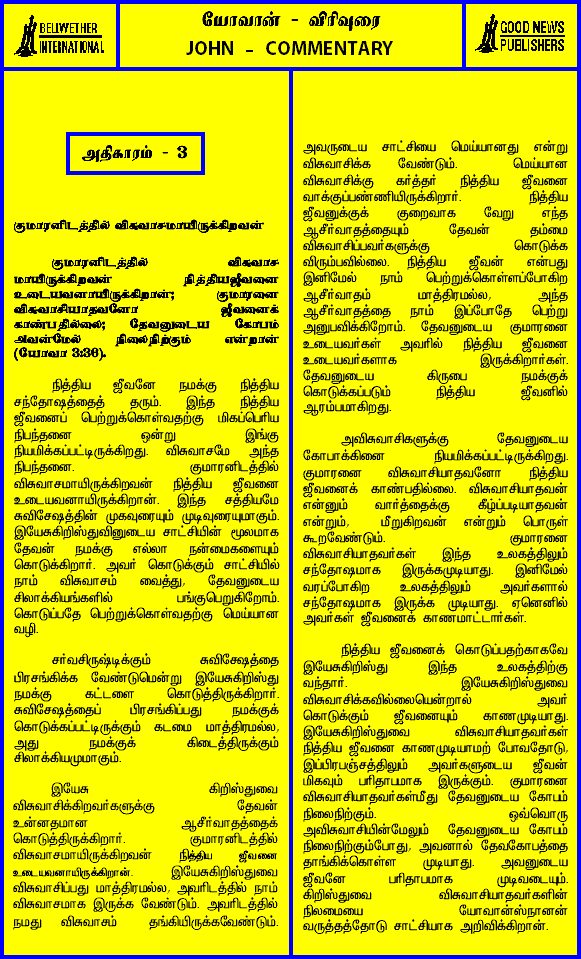 BELWETHER
INTERNATIONAL
யோவான் - விரிவுரை
JOHN - COMMENTARY
GOOD NEWS
PUBLISHERS
அதிகாரம் - 3
குமாரனிடத்தில் விசுவாசமாயிருக்கிறவன்
குமாரனிடத்தில் விசுவாச
மாயிருக்கிறவன் நித்தியஜீவனை
உடையவனாயிருக்கிறான்; குமாரனை
விசுவாசியாதவனோ ஜீவனைக்
காண்பதில்லை; தேவனுடைய கோபம்
அவன்மேல் நிலைநிற்கும் என்றான்
(யோவா 3:36).
நித்திய ஜீவனே நமக்கு நித்திய
சந்தோஷத்தைத் தரும். இந்த நித்திய
ஜீவனைப் பெற்றுக்கொள்வதற்கு மிகப்பெரிய
நிபந்தனை ஒன்று இங்கு
நியமிக்கப்பட்டிருக்கிறது. விசுவாசமே அந்த
நிபந்தனை. குமாரனிடத்தில்
விசுவாசமாயிருக்கிறவன் நித்திய ஜீவனை
உடையவனாயிருக்கிறான். இந்த சத்தியமே
சுவிசேஷத்தின் முகவுரையும் முடிவுரையுமாகும்.
இயேசுகிறிஸ்துவினுடைய சாட்சியின் மூலமாக
தேவன் நமக்கு எல்லா நன்மைகளையும்
கொடுக்கிறார். அவர் கொடுக்கும் சாட்சியில்
நாம் விசுவாசம் வைத்து, தேவனுடைய
சிலாக்கியங்களில் பங்குபெறுகிறோம்.
கொடுப்பதே பெற்றுக்கொள்வதற்கு மெய்யான
வழி.
சர்வசிருஷ்டிக்கும் சுவிசேஷத்தை
பிரசங்கிக்க வேண்டுமென்று இயேசுகிறிஸ்து
நமக்கு கட்டளை கொடுத்திருக்கிறார்.
சுவிசேஷத்தைப் பிரசங்கிப்பது நமக்குக்
கொடுக்கப்பட்டிருக்கும் கடமை மாத்திரமல்ல,
அது நமக்குக் கிடைத்திருக்கும்
சிலாக்கியமுமாகும்.
இயேசு கிறிஸ்துவை
விசுவாசிக்கிறவர்களுக்கு தேவன்
உன்னதமான ஆசீர்வாதத்தைக்
கொடுத்திருக்கிறார். குமாரனிடத்தில்
விசுவாசமாயிருக்கிறவன் நித்திய ஜீவனை
உடையவனாயிருக்கிறான். இயேசுகிறிஸ்துவை
விசுவாசிப்பது மாத்திரமல்ல, அவரிடத்தில் நாம்
விசுவாசமாக இருக்க வேண்டும். அவரிடத்தில்
நமது விசுவாசம் தங்கியிருக்கவேண்டும்.
அவருடைய சாட்சியை மெய்யானது என்று
விசுவாசிக்க வேண்டும். மெய்யான
விசுவாசிக்கு கர்த்தர் நித்திய ஜீவனை
வாக்குப்பண்ணியிருக்கிறார். நித்திய
ஜீவனுக்குக் குறைவாக வேறு எந்த
ஆசீர்வாதத்தையும் தேவன் தம்மை
விசுவாசிப்பவர்களுக்கு கொடுக்க
விரும்பவில்லை. நித்திய ஜீவன் என்பது
இனிமேல் நாம் பெற்றுக்கொள்ளப்போகிற
ஆசீர்வாதம் மாத்திரமல்ல, அந்த
ஆசீர்வாதத்தை நாம் இப்போதே பெற்று
அனுபவிக்கிறோம். தேவனுடைய குமாரனை
உடையவர்கள் அவரில் நித்திய ஜீவனை
உடையவர்களாக இருக்கிறார்கள்.
தேவனுடைய கிருபை நமக்குக்
கொடுக்கப்படும் நித்திய ஜீவனில்
ஆரம்பமாகிறது.
அவிசுவாசிகளுக்கு தேவனுடைய
கோபாக்கினை நியமிக்கப்பட்டிருக்கிறது.
குமாரனை விசுவாசியாதவனோ நித்திய
ஜீவனைக் காண்பதில்லை. விசுவாசியாதவன்
என்னும் வார்த்தைக்கு கீழ்ப்படியாதவன்
என்றும், மீறுகிறவன் என்றும் பொருள்
கூறவேண்டும். குமாரனை
விசுவாசியாதவர்கள் இந்த உலகத்திலும்
சந்தோஷமாக இருக்கமுடியாது. இனிமேல்
வரப்போகிற உலகத்திலும் அவர்களால்
சந்தோஷமாக இருக்க முடியாது. ஏனெனில்
அவர்கள் ஜீவனைக் காணமாட்டார்கள்.
நித்திய ஜீவனைக் கொடுப்பதற்காகவே
இயேசுகிறிஸ்து இந்த உலகத்திற்கு
வந்தார். இயேசுகிறிஸ்துவை
விசுவாசிக்கவில்லையென்றால் அவர்
கொடுக்கும் ஜீவனையும் காணமுடியாது.
இயேசுகிறிஸ்துவை விசுவாசியாதவர்கள்
நித்திய ஜீவனை காணமுடியாமற் போவதோடு,
இப்பிரபஞ்சத்திலும் அவர்களுடைய ஜீவன்
மிகவும் பரிதாபமாக இருக்கும். குமாரனை
விசுவாசியாதவர்கள்மீது தேவனுடைய கோபம்
நிலைநிற்கும். ஒவ்வொரு
அவிசுவாசியின்மேலும் தேவனுடைய கோபம்
நிலைநிற்கும்போது, அவனால் தேவகோபத்தை
தாங்கிக்கொள்ள முடியாது. அவனுடைய
ஜீவனே பரிதாபமாக முடிவடையும்.
கிறிஸ்துவை விசுவாசியாதவர்களின்
நிலமையை யோவான்ஸ்நானன்
வருத்தத்தோடு சாட்சியாக அறிவிக்கிறான்.